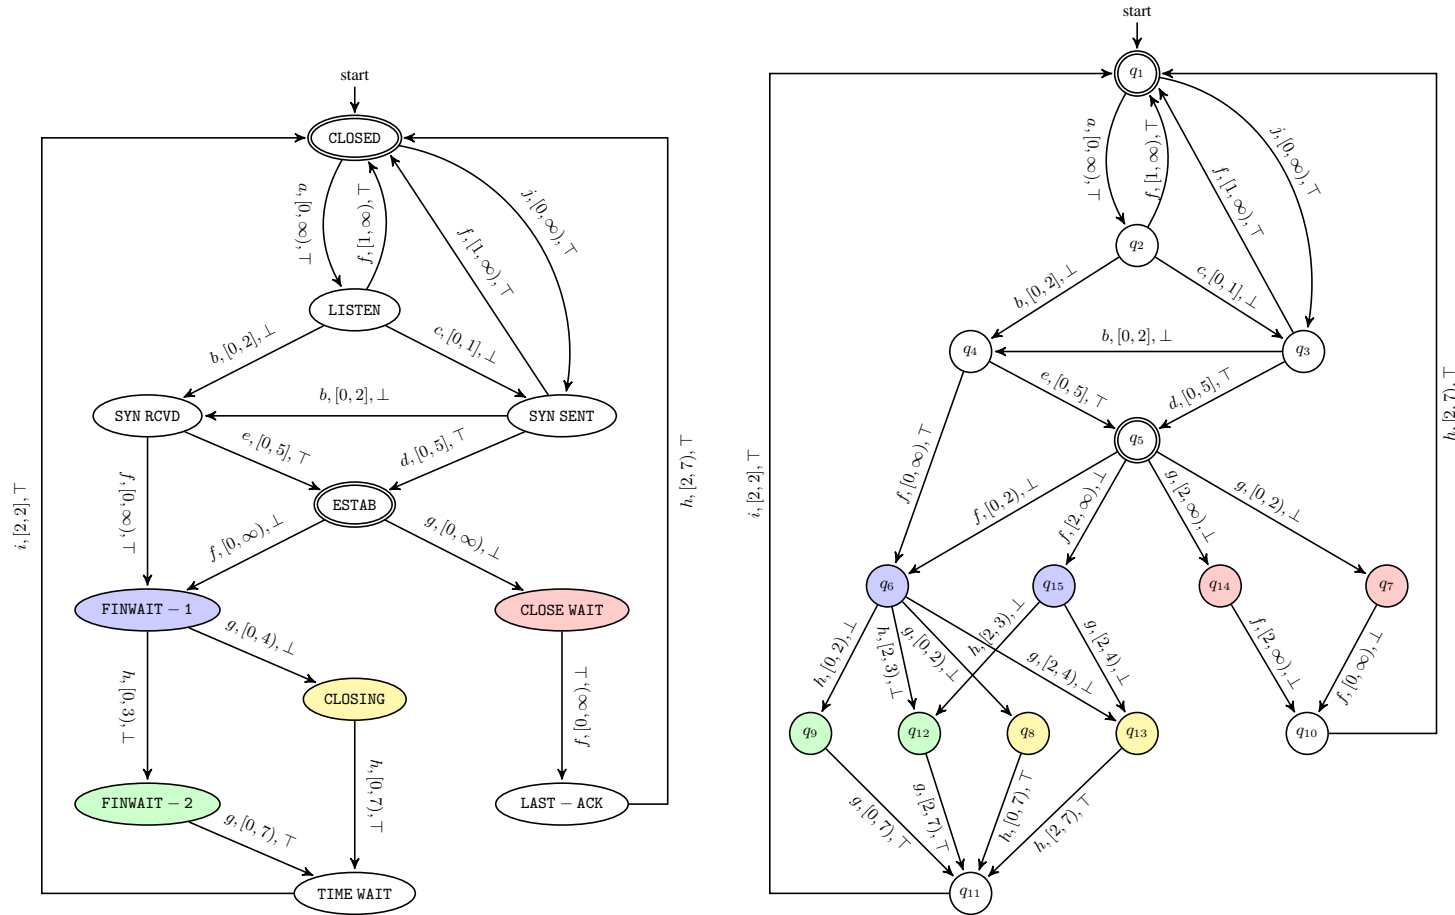 start
CLOSED
a, [0, ∞), ⊥
f, [1, ∞), ⊤
f, [1, ∞), ⊤
j, [0, ∞), ⊤
LISTEN
b, [0, 2], ⊥
c, [0, 1], ⊥
SYN RCVD
b, [0, 2], ⊥
SYN SENT
e, [0, 5], ⊤
d, [0, 5], ⊤
ESTAB
f, [0, ∞), ⊥
f, [0, ∞), ⊥
g, [0, ∞), ⊥
i, [2, 2], ⊤
h, [2, 7), ⊤
FINWAIT − 1
CLOSE WAIT
g, [0, 4), ⊥
h, [0, 3), ⊥
CLOSING
f, [0, ∞), ⊤
FINWAIT − 2
h, [0, 7), ⊤
LAST − ACK
g, [0, 7), ⊤
TIME WAIT
start
q1
a, [0, ∞), ⊥
f, [1, ∞), ⊤
f, [1, ∞), ⊤
j, [0, ∞), ⊤
q2
b, [0, 2], ⊥
c, [0, 1], ⊥
q4
b, [0, 2], ⊥
q3
e, [0, 5], ⊤
d, [0, 5], ⊤
q5
f, [0, ∞), ⊤
f, [0, 2), ⊥
f, [2, ∞), ⊥
g, [2, ∞), ⊥
g, [0, 2), ⊥
i, [2, 2], ⊤
h, [2, 7), ⊤
q6
q15
q14
q7
h, [0, 2), ⊥
h, [2, 3), ⊥
g, [0, 2), ⊥
g, [2, 4), ⊥
h, [2, 3), ⊥
g, [2, 4), ⊥
f, [2, ∞), ⊥
f, [0, ∞), ⊥
q9
q12
q8
q13
q10
g, [0, 7), ⊤
g, [2, 7), ⊤
h, [0, 7), ⊤
h, [2, 7), ⊤
q11